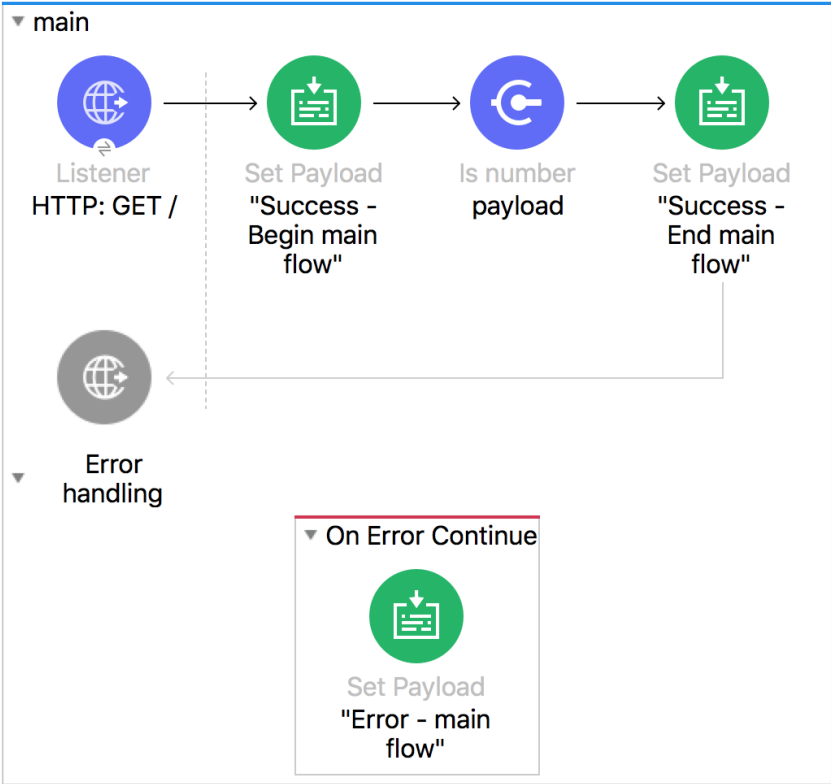 main
Listener
HTTP: GET /
Set Payload
"Success -
Begin main
flow"
Is number
payload
Set Payload
"Success -
End main
flow"
Error
handling
On Error Continue
Set Payload
"Error - main
flow"